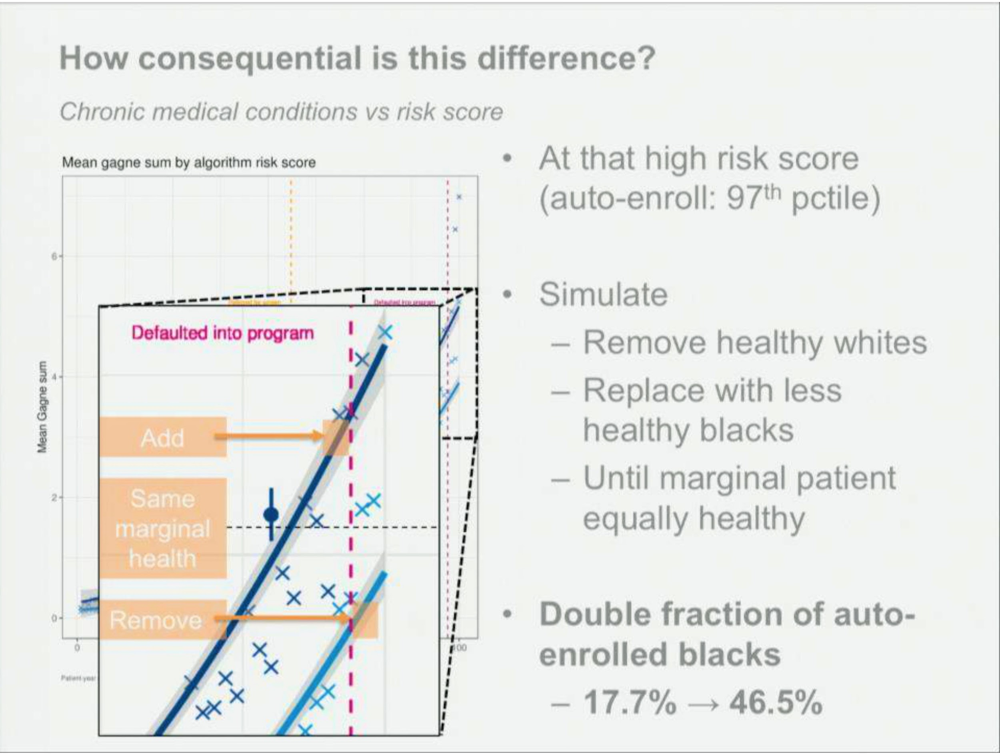 How consequential is this difference?
Chronic medical conditions vs risk score
Mean gagne sum by algorithm risk score
6
4
2
0
Mean Gagne sum
0
100
Defaulted into program
Defaulted into program
Add
Same
marginal
health
Remove
Patient-year
• At that high risk score
(auto-enroll: 97th pctile)
• Simulate
– Remove healthy whites
– Replace with less
healthy blacks
– Until marginal patient
equally healthy
• Double fraction of auto-
enrolled blacks
– 17.7% → 46.5%